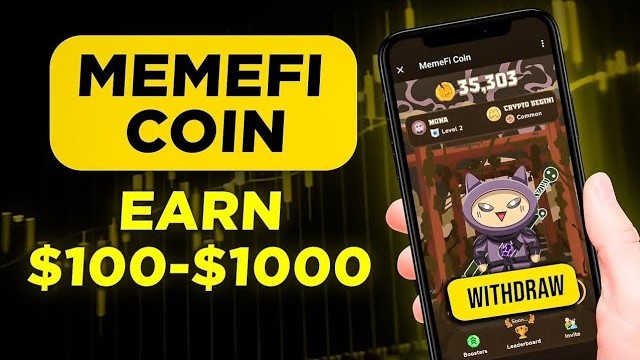 MEMEFI
COIN
EARN
$100-$1000
MemeFi Coin
35,303
MONA
Level 2
CRYPTO BEGINI
Common
WITHDRAW
Soon...
Boosters
Leaderboard
Invite